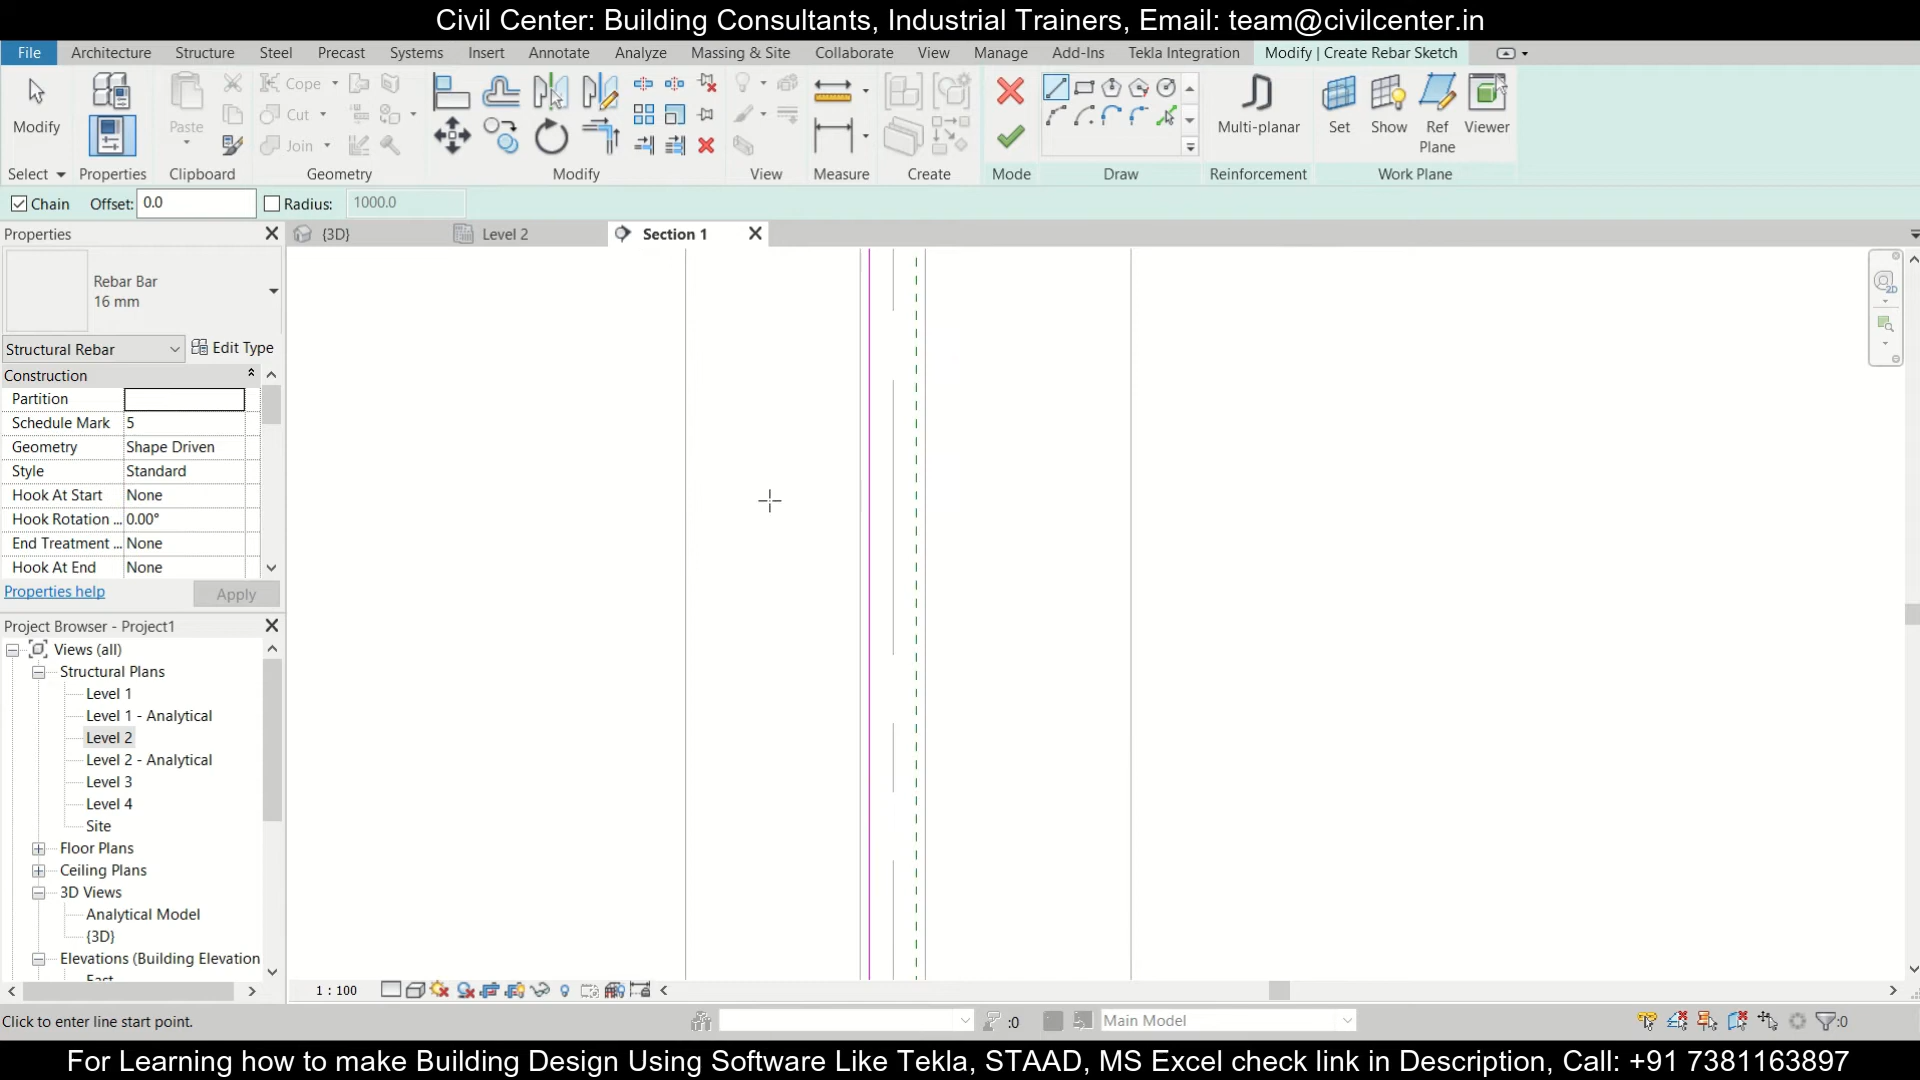 Civil Center: Building Consultants, Industrial Trainers, Email: team@civilcenter.in
File Architecture Structure Steel Precast Systems Insert Annotate Analyze Massing & Site Collaborate View Manage Add-Ins Tekla Integration Modify | Create Rebar Sketch
Modify Paste Cope Cut Join Multi-planar Set Show Ref Plane Viewer
Select Properties Clipboard Geometry Modify View Measure Create Mode Draw Reinforcement Work Plane
Chain Offset: 0.0 Radius: 1000.0
Properties {3D} Level 2 Section 1
Rebar Bar
16 mm
Structural Rebar Edit Type
Construction
Partition
Schedule Mark 5
Geometry Shape Driven
Style Standard
Hook At Start None
Hook Rotation ... 0.00°
End Treatment ... None
Hook At End None
Properties help Apply
Project Browser - Project1
Views (all)
Structural Plans
Level 1
Level 1 - Analytical
Level 2
Level 2 - Analytical
Level 3
Level 4
Site
Floor Plans
Ceiling Plans
3D Views
Analytical Model
{3D}
Elevations (Building Elevation
East
1 : 100
Click to enter line start point. :0 Main Model :0
For Learning how to make Building Design Using Software Like Tekla, STAAD, MS Excel check link in Description, Call: +91 7381163897